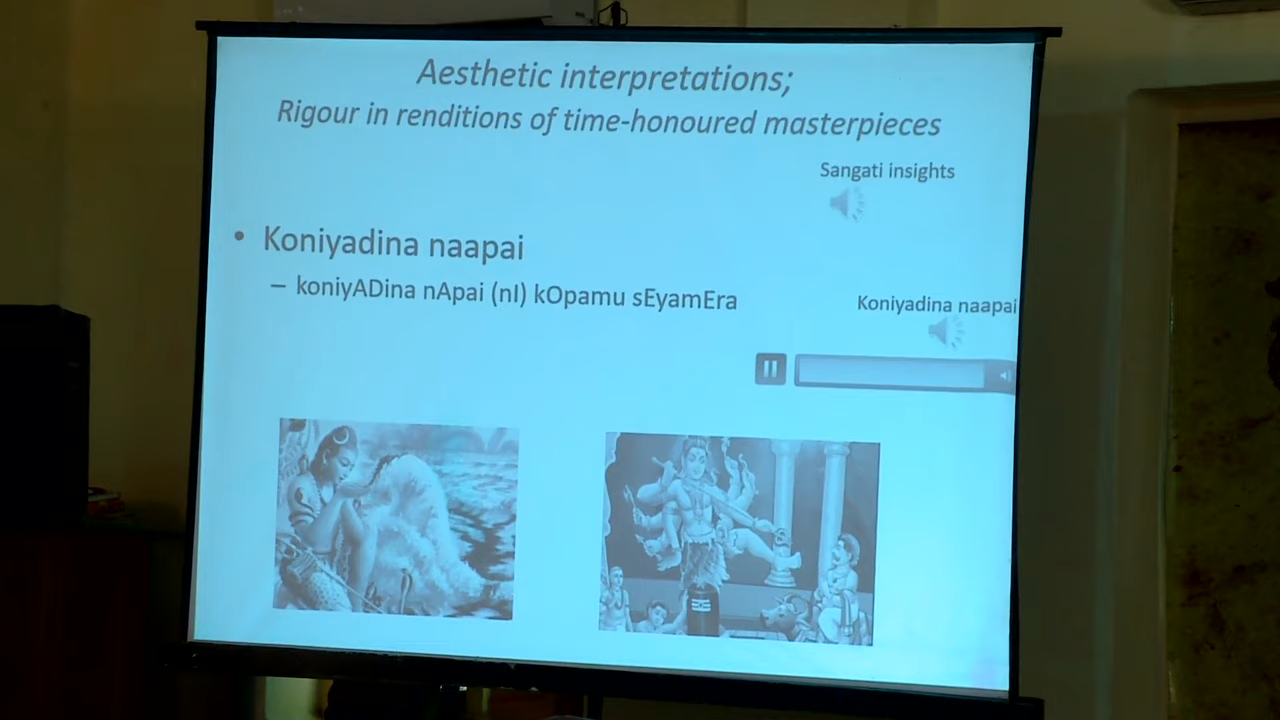 Aesthetic interpretations;
Rigour in renditions of time-honoured masterpieces
Sangati insights
• Koniyadina naapai
– koniyADina nApai (nI) kOpamu sEyamEra
Koniyadina naapai